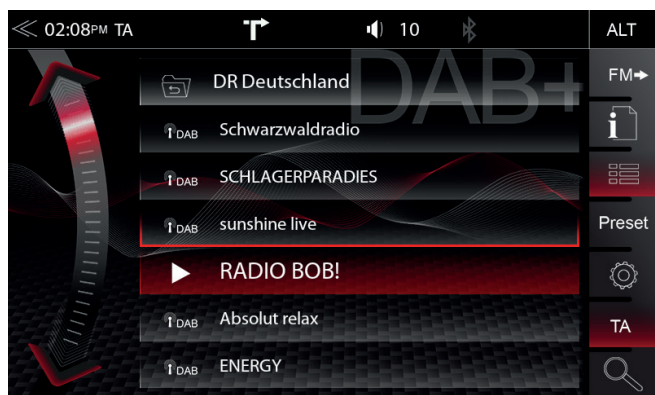 02:08PM TA 10 ALT
DAB+
DR Deutschland
FM
DAB Schwarzwaldradio
i
DAB SCHLAGERPARADIES
DAB sunshine live
Preset
RADIO BOB!
DAB Absolut relax
TA
DAB ENERGY